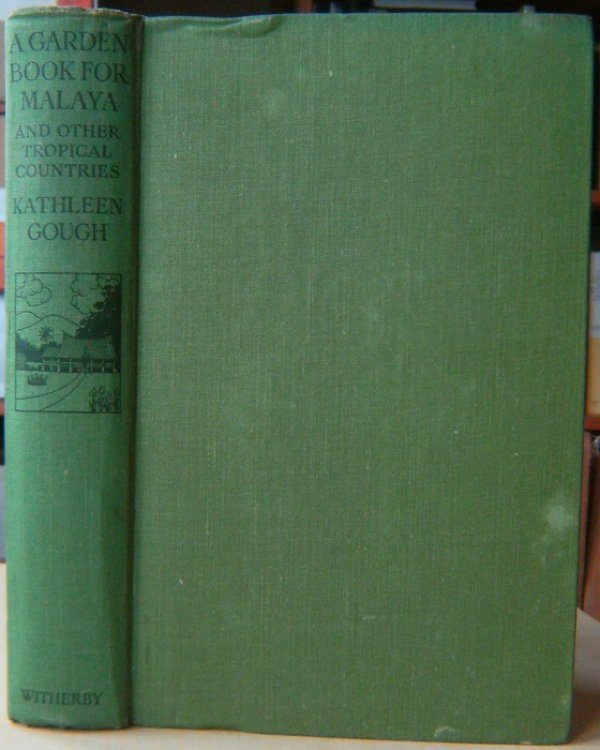 A GARDEN
BOOK FOR
MALAYA
AND OTHER
TROPICAL
COUNTRIES
KATHLEEN
GOUGH
WITHERBY